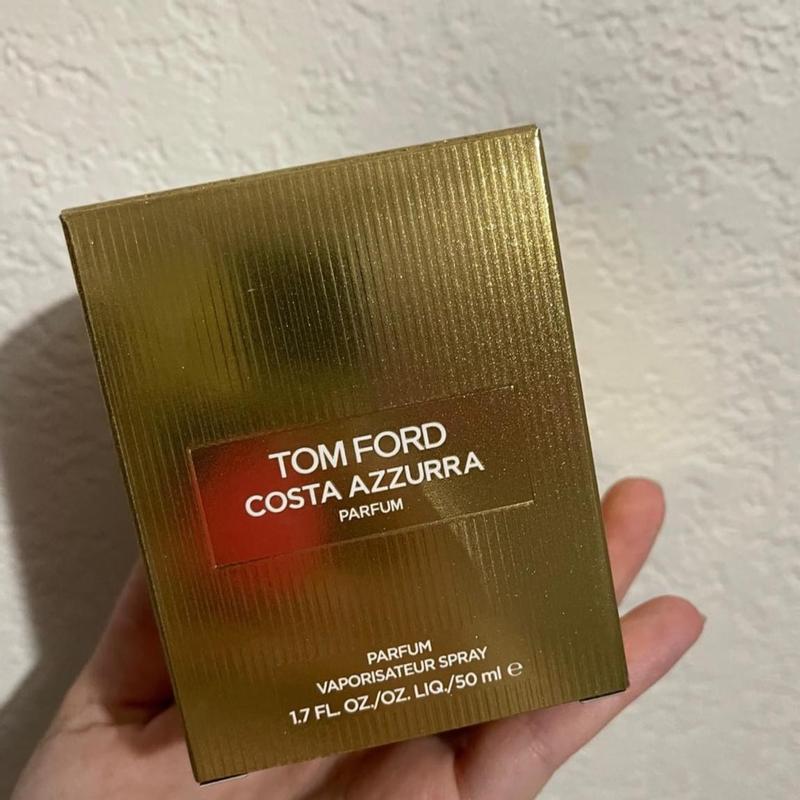 TOM FORD
COSTA AZZURRA
PARFUM
PARFUM
VAPORISATEUR SPRAY
1.7 FL. OZ./OZ. LIQ./50 ml ℮